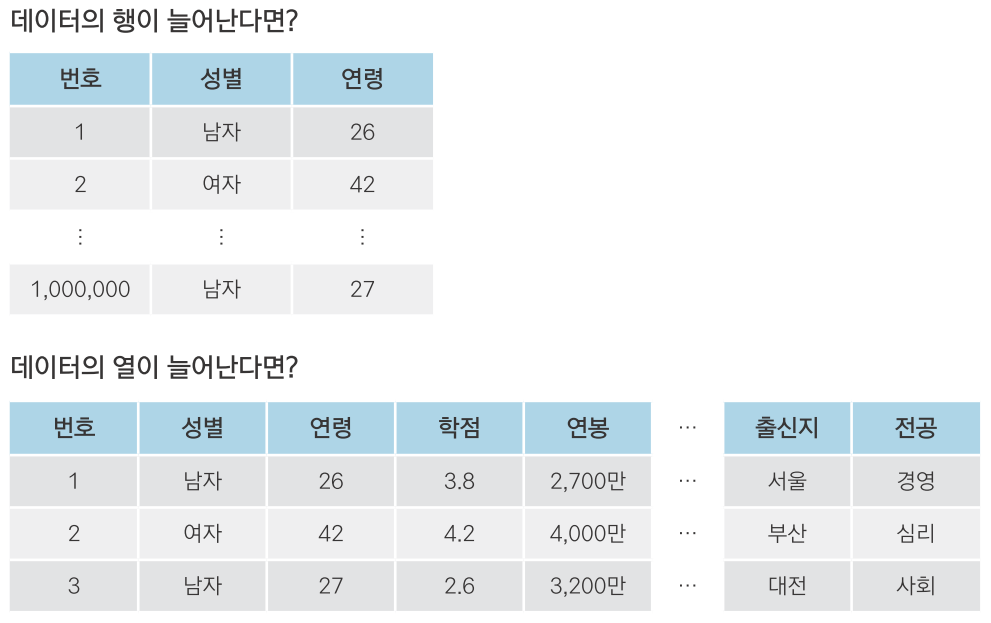 데이터의 행이 늘어난다면?
번호 성별 연령
1 남자 26
2 여자 42
⋮ ⋮ ⋮
1,000,000 남자 27
데이터의 열이 늘어난다면?
번호 성별 연령 학점 연봉 … 출신지 전공
1 남자 26 3.8 2,700만 … 서울 경영
2 여자 42 4.2 4,000만 … 부산 심리
3 남자 27 2.6 3,200만 … 대전 사회